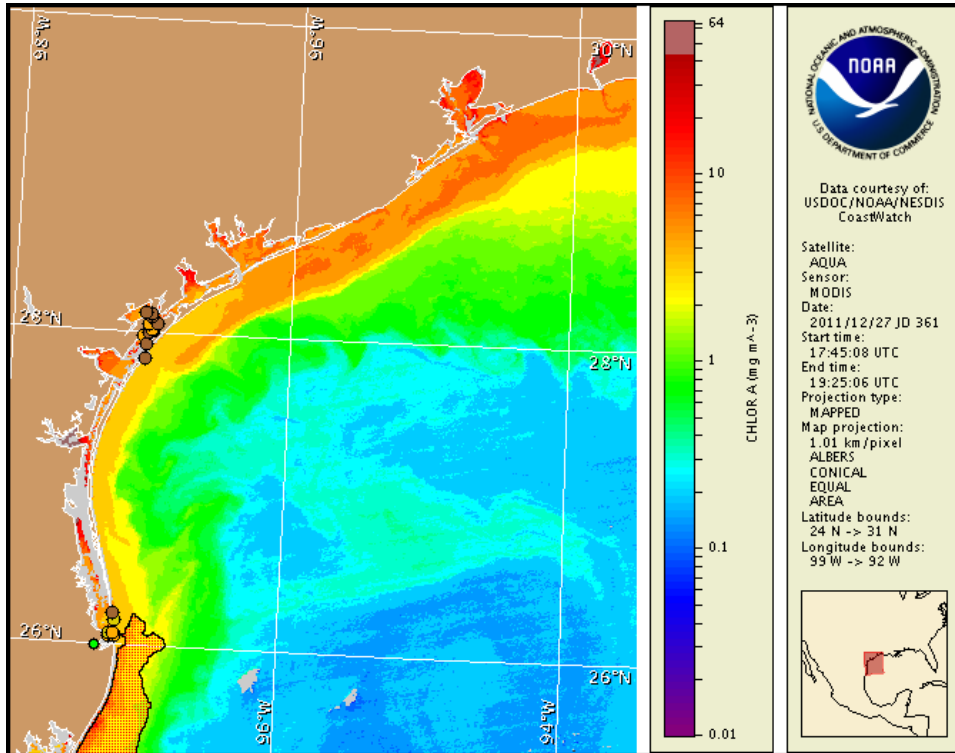 W.86
W.96
30°N
28°N
28°N
26°N
26°N
W.96
W.46
64
10
1
0.1
0.01
CHLOR A (mg m^-3)
NATIONAL OCEANIC AND ATMOSPHERIC ADMINISTRATION
NOAA
U.S. DEPARTMENT OF COMMERCE
Data courtesy of:
USDOC/NOAA/NESDIS
CoastWatch
Satellite:
AQUA
Sensor:
MODIS
Date:
2011/12/27 JD 361
Start time:
17:45:08 UTC
End time:
19:25:06 UTC
Projection type:
MAPPED
Map projection:
1.01 km/pixel
ALBERS
CONICAL
EQUAL
AREA
Latitude bounds:
24 N -> 31 N
Longitude bounds:
99 W -> 92 W